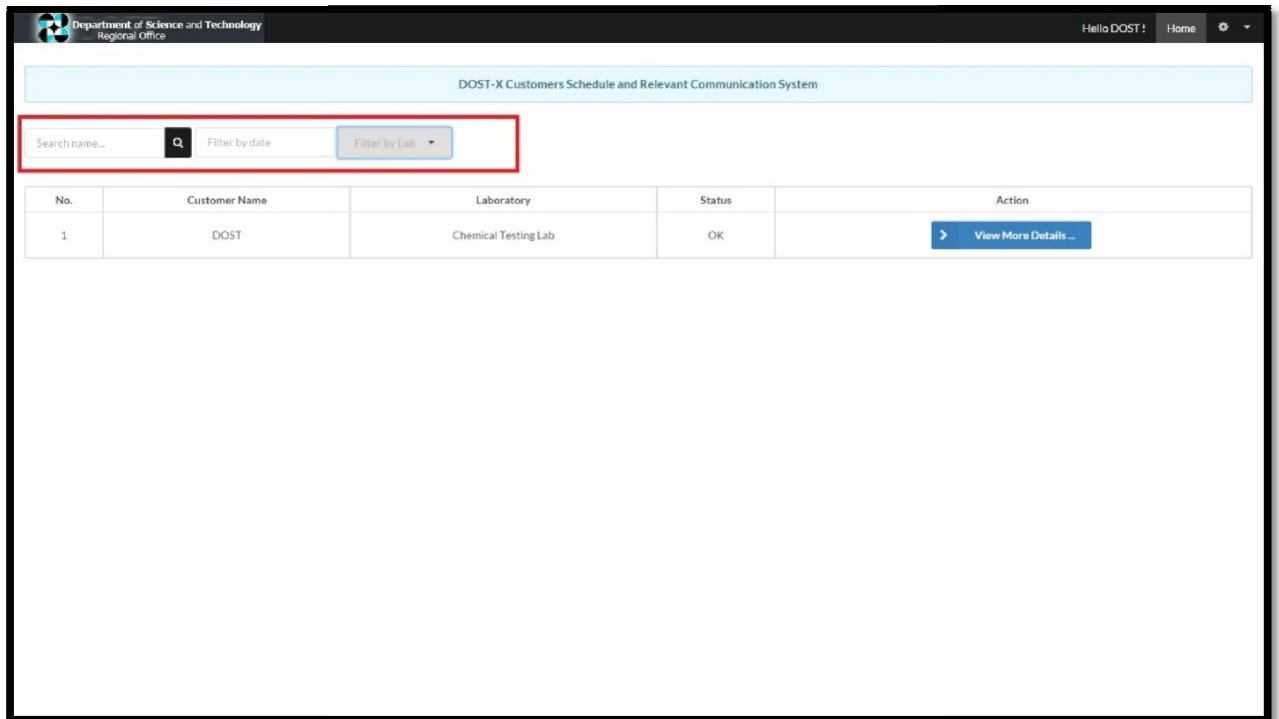 Department of Science and Technology
Regional Office
Hello DOST !
Home
DOST-X Customers Schedule and Relevant Communication System
Search name...
Filter by date
Filter by Lab
No. Customer Name Laboratory Status Action
1 DOST Chemical Testing Lab OK View More Details ...